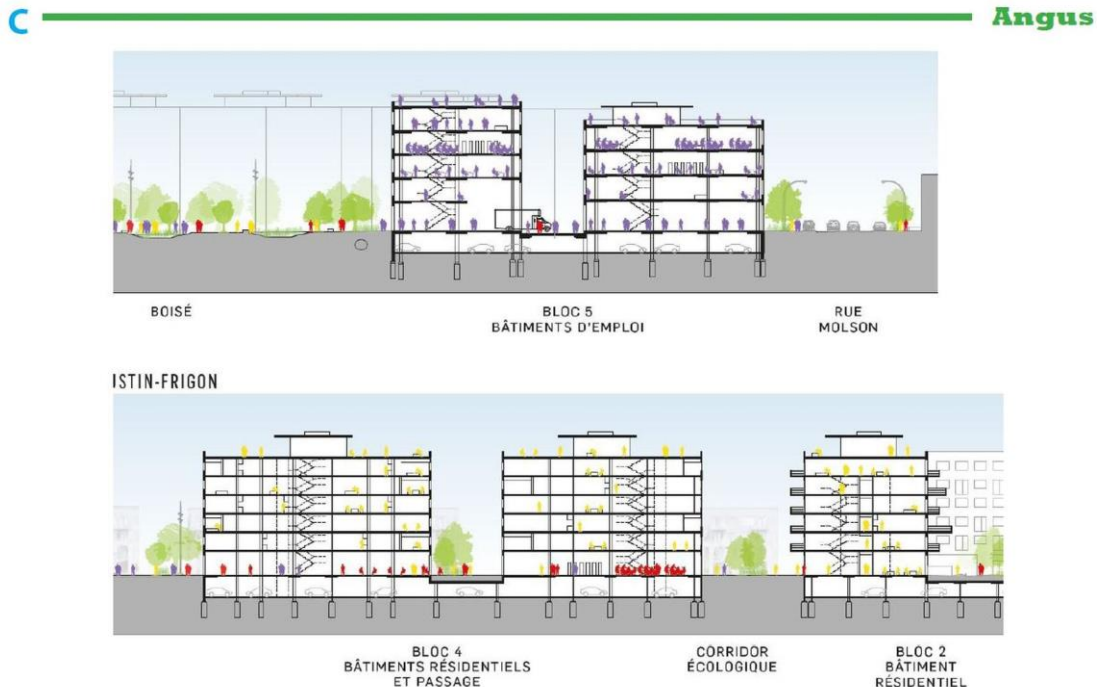 C
Angus
BOISÉ
BLOC 5
BÂTIMENTS D'EMPLOI
RUE
MOLSON
ISTIN-FRIGON
BLOC 4
BÂTIMENTS RÉSIDENTIELS
ET PASSAGE
CORRIDOR
ÉCOLOGIQUE
BLOC 2
BÂTIMENT
RÉSIDENTIEL